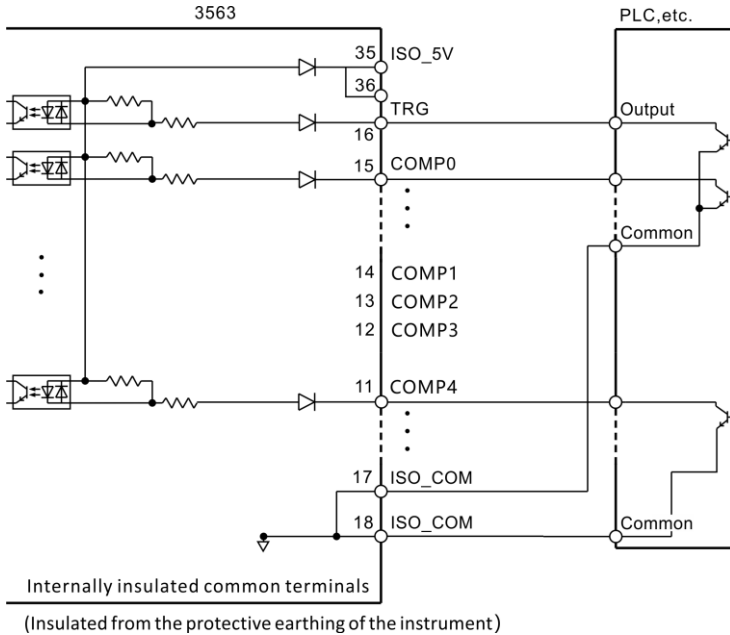 3563
PLC,etc.
35 ISO_5V
36
TRG
Output
16
15 COMP0
Common
14 COMP1
13 COMP2
12 COMP3
11 COMP4
17 ISO_COM
18 ISO_COM
Common
Internally insulated common terminals
(Insulated from the protective earthing of the instrument)